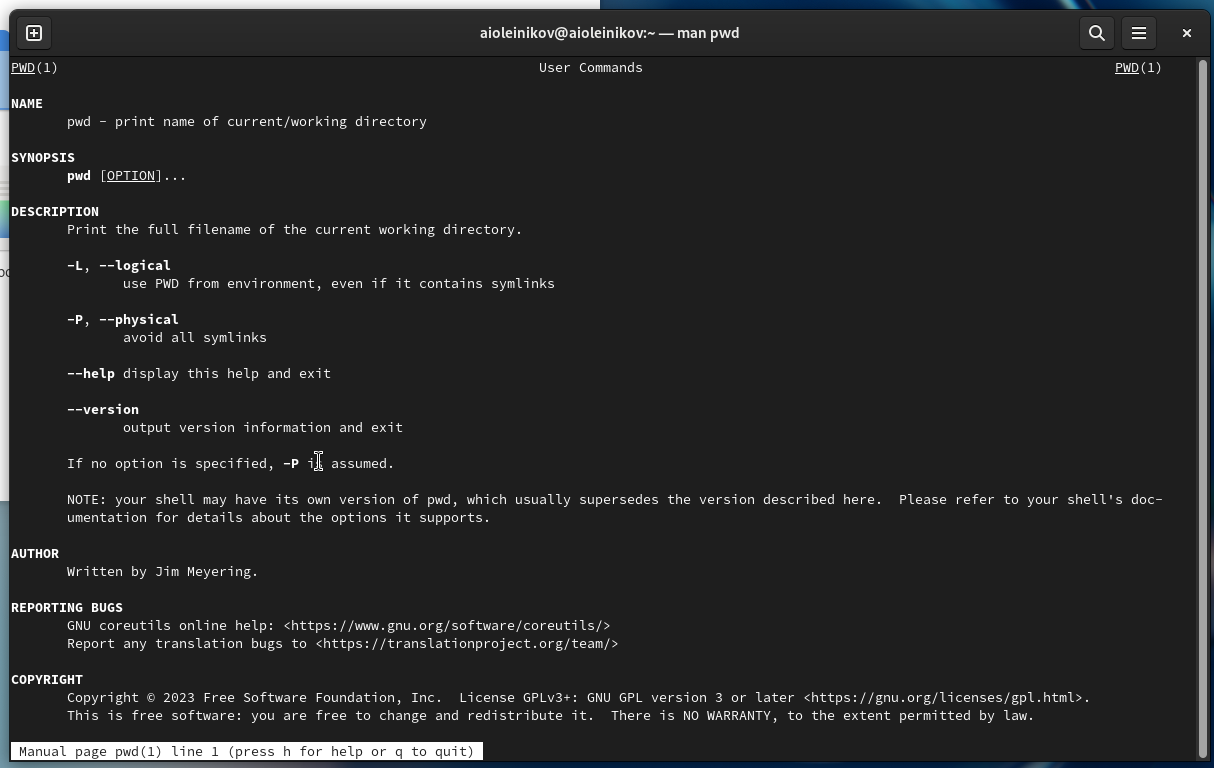 aioleinikov@aioleinikov:~ — man pwd
PWD(1) User Commands PWD(1)
NAME
pwd - print name of current/working directory
SYNOPSIS
pwd [OPTION]...
DESCRIPTION
Print the full filename of the current working directory.
-L, --logical
use PWD from environment, even if it contains symlinks
-P, --physical
avoid all symlinks
--help display this help and exit
--version
output version information and exit
If no option is specified, -P is assumed.
NOTE: your shell may have its own version of pwd, which usually supersedes the version described here.  Please refer to your shell's doc-
umentation for details about the options it supports.
AUTHOR
Written by Jim Meyering.
REPORTING BUGS
GNU coreutils online help: <https://www.gnu.org/software/coreutils/>
Report any translation bugs to <https://translationproject.org/team/>
COPYRIGHT
Copyright © 2023 Free Software Foundation, Inc.  License GPLv3+: GNU GPL version 3 or later <https://gnu.org/licenses/gpl.html>.
This is free software: you are free to change and redistribute it.  There is NO WARRANTY, to the extent permitted by law.
Manual page pwd(1) line 1 (press h for help or q to quit)